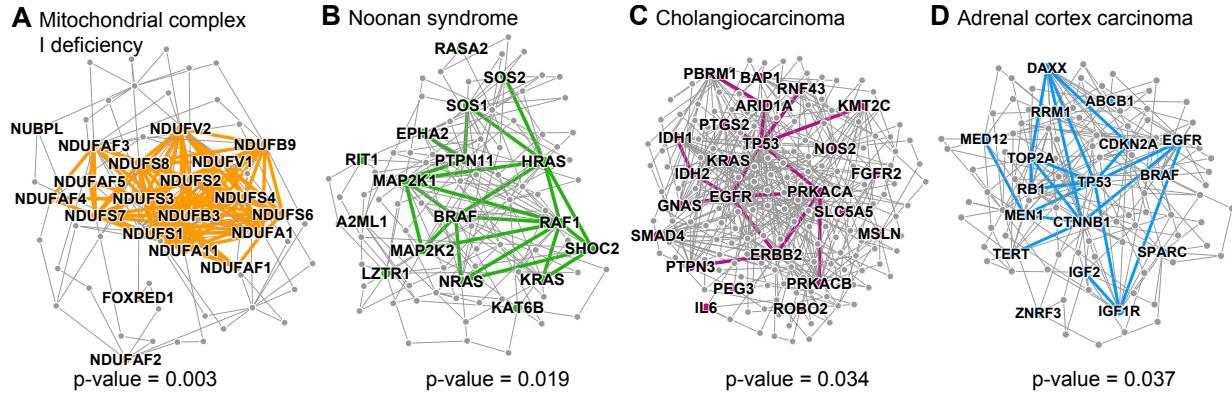 A Mitochondrial complex
I deficiency
NUBPL
NDUFV2
NDUFAF3
NDUFB9
NDUFS8
NDUFV1
NDUFAF5
NDUFS2
NDUFAF4
NDUFS3
NDUFS4
NDUFS7
NDUFB3
NDUFS6
NDUFS1
NDUFA1
NDUFA11
NDUFAF1
FOXRED1
NDUFAF2
p-value = 0.003
B Noonan syndrome
RASA2
SOS2
SOS1
EPHA2
RIT1
PTPN11
HRAS
MAP2K1
A2ML1
BRAF
RAF1
MAP2K2
SHOC2
LZTR1
NRAS
KRAS
KAT6B
p-value = 0.019
C Cholangiocarcinoma
PBRM1
BAP1
RNF43
ARID1A
KMT2C
PTGS2
IDH1
TP53
NOS2
KRAS
IDH2
FGFR2
PRKACA
GNAS
EGFR
SLC5A5
SMAD4
MSLN
ERBB2
PTPN3
PRKACB
PEG3
IL6
ROBO2
p-value = 0.034
D Adrenal cortex carcinoma
DAXX
ABCB1
RRM1
MED12
CDKN2A
EGFR
TOP2A
TP53
BRAF
RB1
MEN1
CTNNB1
TERT
SPARC
IGF2
ZNRF3
IGF1R
p-value = 0.037